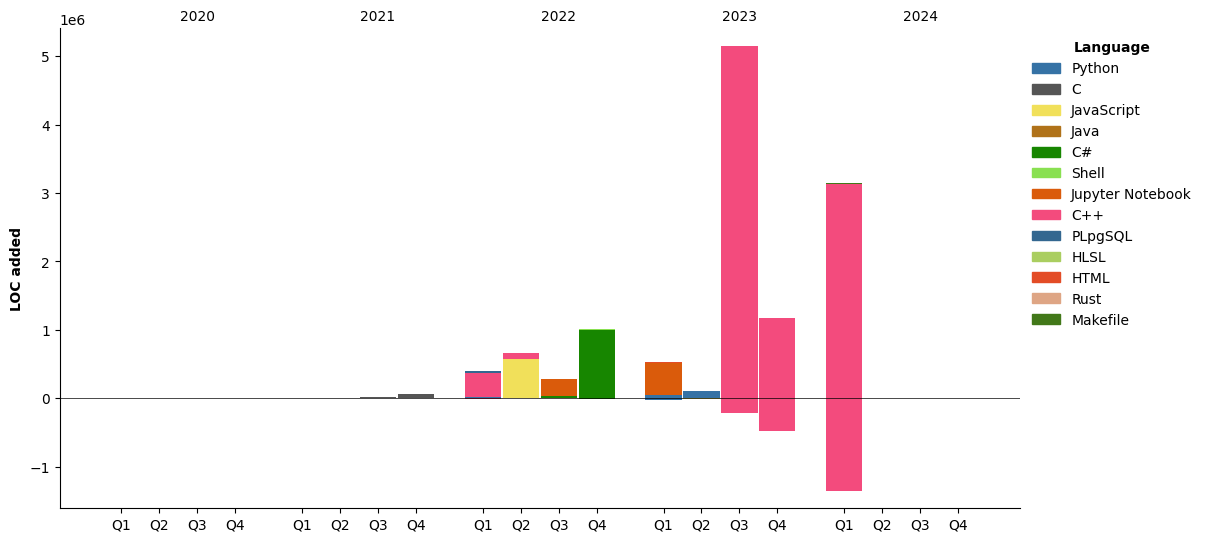 2020 2021 2022 2023 2024
1e6
Language
Python
C
JavaScript
Java
C#
Shell
Jupyter Notebook
C++
PLpgSQL
HLSL
HTML
Rust
Makefile
LOC added
5
4
3
2
1
0
−1
Q1 Q2 Q3 Q4 Q1 Q2 Q3 Q4 Q1 Q2 Q3 Q4 Q1 Q2 Q3 Q4 Q1 Q2 Q3 Q4